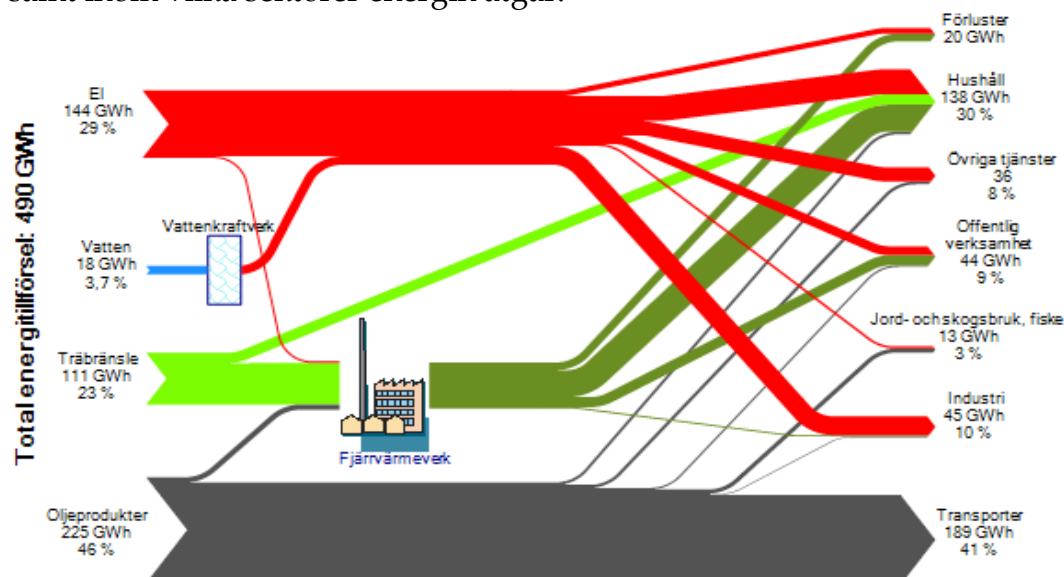 Total energitillförsel: 490 GWh
El
144 GWh
29 %
Vattenkraftverk
Vatten
18 GWh
3,7 %
Träbränsle
111 GWh
23 %
Fjärrvärmeverk
Oljeprodukter
225 GWh
46 %
Förluster
20 GWh
Hushåll
138 GWh
30 %
Övriga tjänster
36
8 %
Offentlig
verksamhet
44 GWh
9 %
Jord- och skogsbruk, fiske
13 GWh
3 %
Industri
45 GWh
10 %
Transporter
189 GWh
41 %